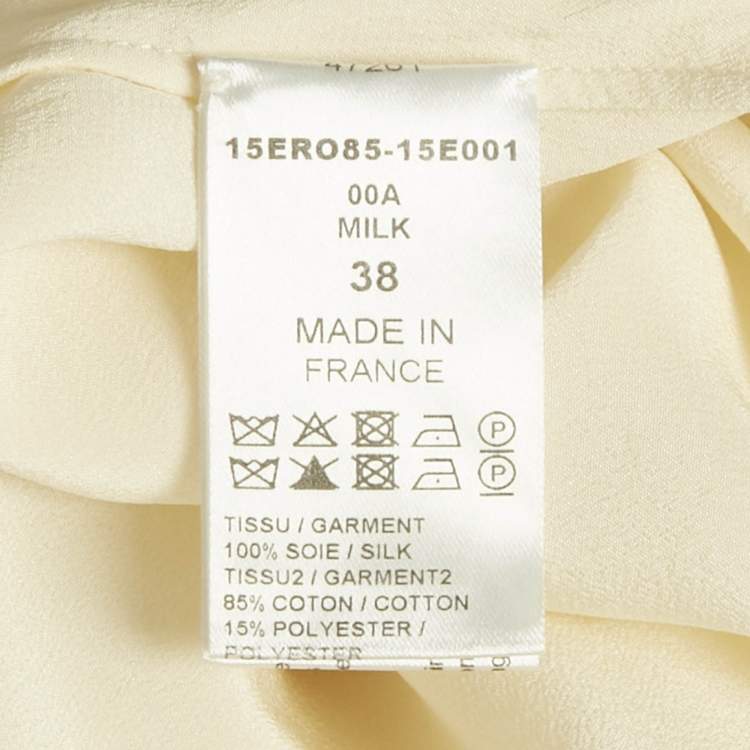 15ERO85-15E001
00A
MILK
38
MADE IN
FRANCE
P
P
TISSU / GARMENT
100% SOIE / SILK
TISSU2 / GARMENT2
85% COTON / COTTON
15% POLYESTER /
POLYESTER